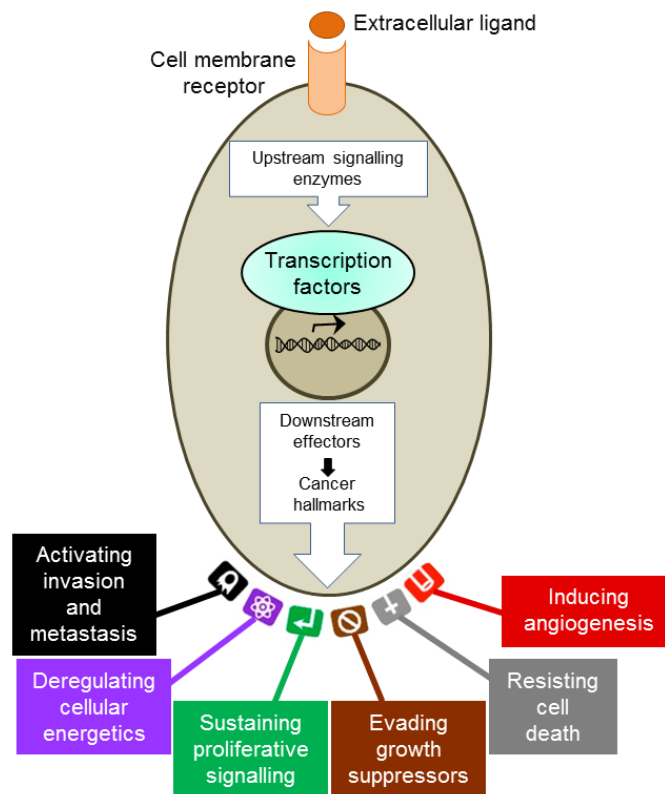 Extracellular ligand
Cell membrane
receptor
Upstream signalling
enzymes
Transcription
factors
Downstream
effectors
Cancer
hallmarks
Activating
invasion
and
metastasis
Deregulating
cellular
energetics
Sustaining
proliferative
signalling
Evading
growth
suppressors
Resisting
cell
death
Inducing
angiogenesis